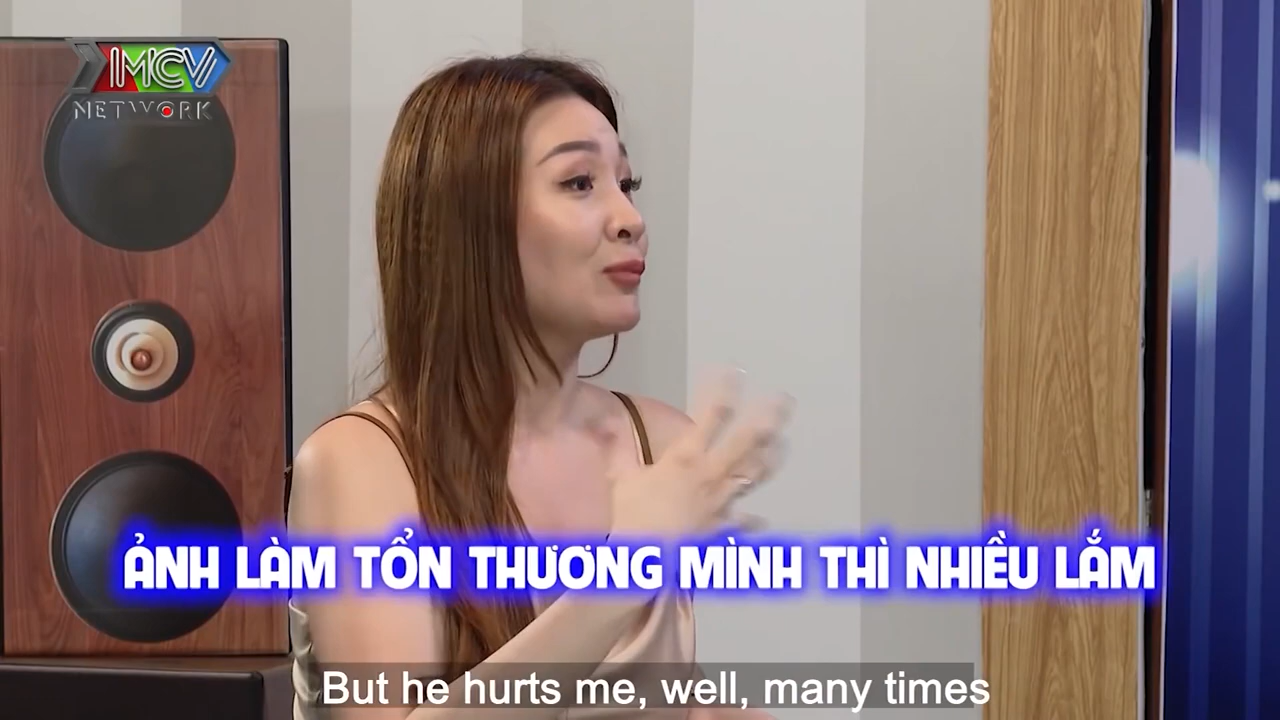 MCV
NETWORK
ẢNH LÀM TỔN THƯƠNG MÌNH THÌ NHIỀU LẮM
But he hurts me, well, many times